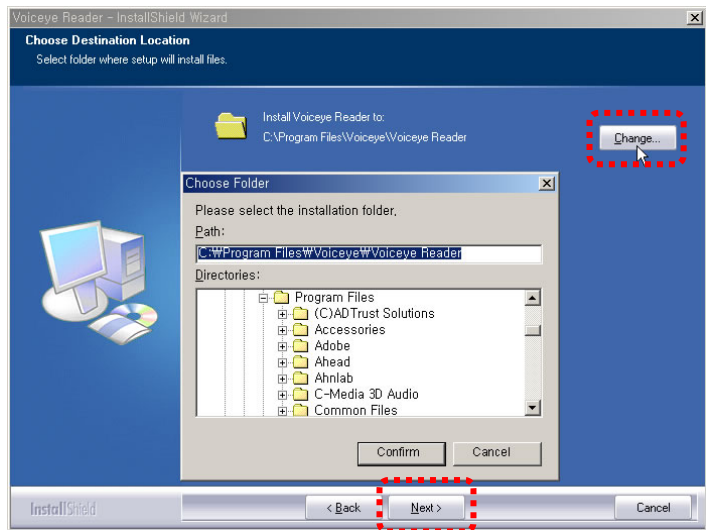 Voiceye Reader - InstallShield Wizard
Choose Destination Location
Select folder where setup will install files.
Install Voiceye Reader to:
C:\Program Files\Voiceye\Voiceye Reader
Change...
Choose Folder
Please select the installation folder,
Path:
C:₩Program Files₩Voiceye₩Voiceye Reader
Directories:
Program Files
(C)ADTrust Solutions
Accessories
Adobe
Ahead
Ahnlab
C-Media 3D Audio
Common Files
Confirm Cancel
InstallShield
< Back Next > Cancel